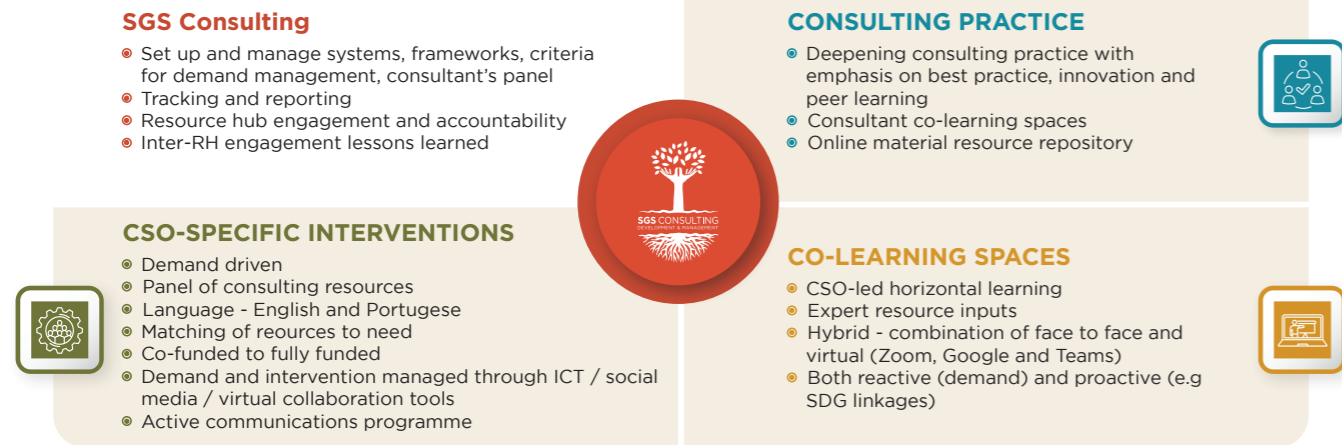 SGS Consulting
Set up and manage systems, frameworks, criteria
for demand management, consultant's panel
Tracking and reporting
Resource hub engagement and accountability
Inter-RH engagement lessons learned
CONSULTING PRACTICE
Deepening consulting practice with
emphasis on best practice, innovation and
peer learning
Consultant co-learning spaces
Online material resource repository
SGS CONSULTING
DEVELOPMENT & MANAGEMENT
CSO-SPECIFIC INTERVENTIONS
Demand driven
Panel of consulting resources
Language - English and Portugese
Matching of reources to need
Co-funded to fully funded
Demand and intervention managed through ICT / social
media / virtual collaboration tools
Active communications programme
CO-LEARNING SPACES
CSO-led horizontal learning
Expert resource inputs
Hybrid - combination of face to face and
virtual (Zoom, Google and Teams)
Both reactive (demand) and proactive (e.g
SDG linkages)